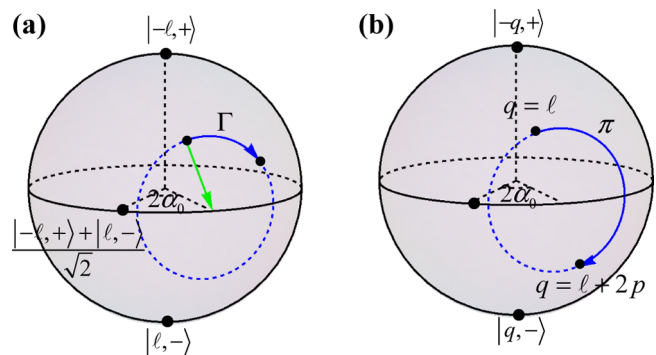 (a)
|−ℓ,+⟩
Γ
2α₀
|−ℓ,+⟩+|ℓ,−⟩
√2
|ℓ,−⟩
(b)
|−q,+⟩
q = ℓ
π
2α₀
q = ℓ + 2p
|q,−⟩